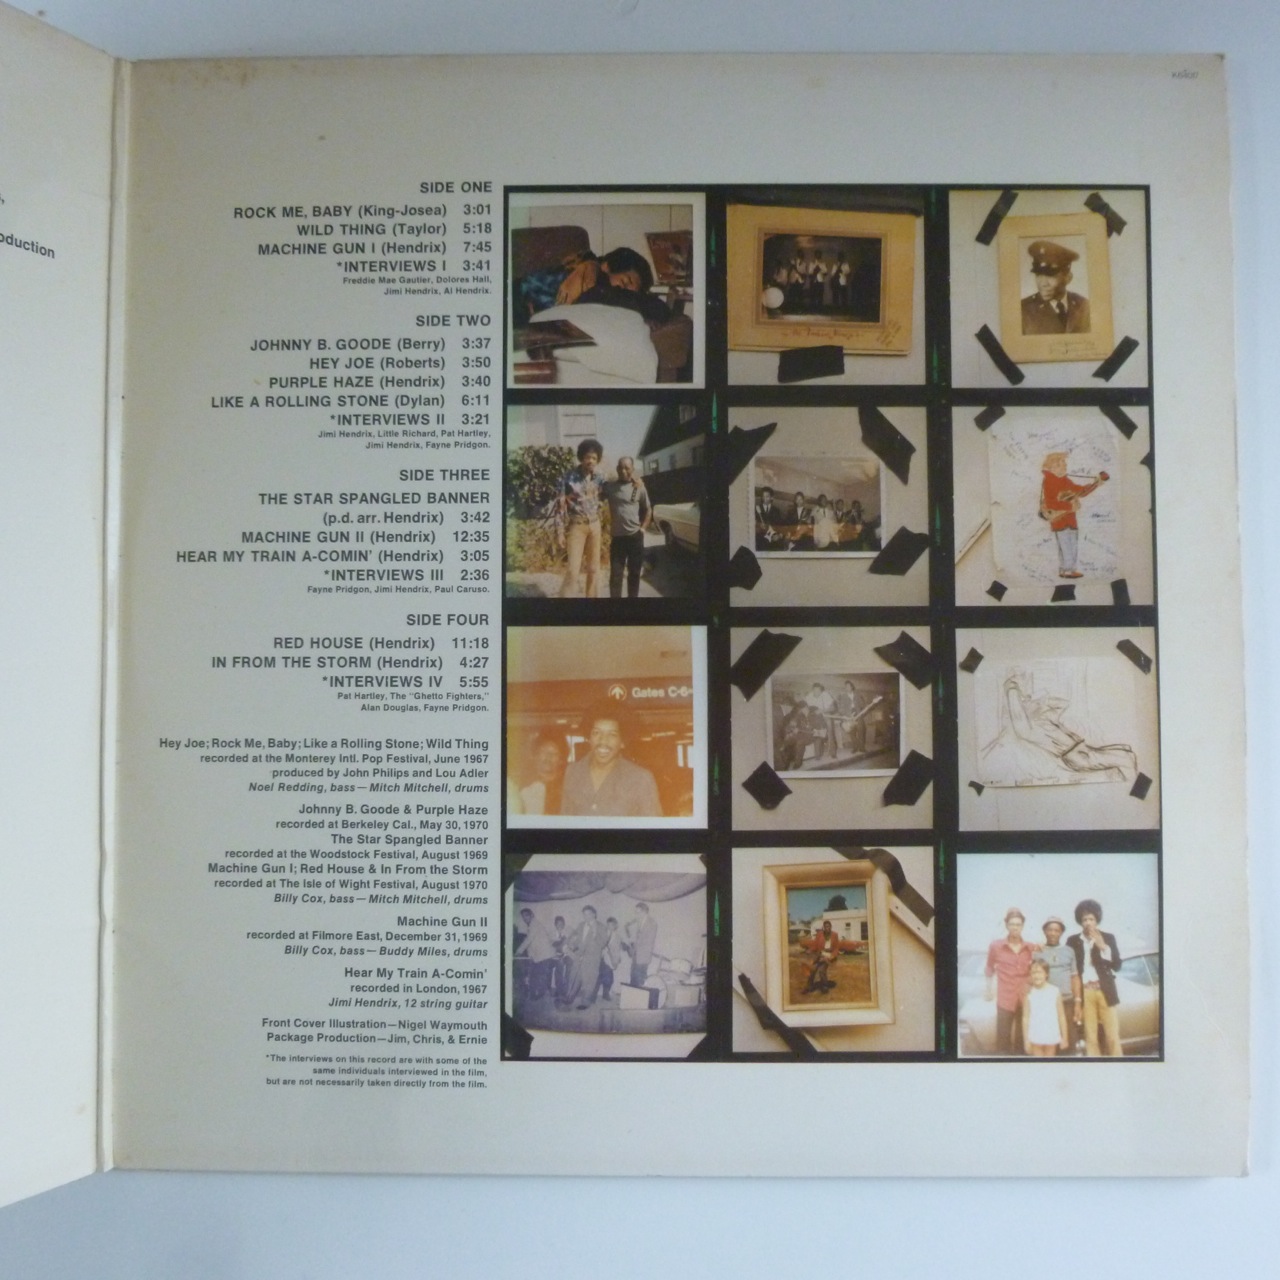 oduction
SIDE ONE
ROCK ME, BABY (King-Josea) 3:01
WILD THING (Taylor) 5:18
MACHINE GUN I (Hendrix) 7:45
*INTERVIEWS I 3:41
Freddie Mae Gautier, Dolores Hall,
Jimi Hendrix, Al Hendrix.
SIDE TWO
JOHNNY B. GOODE (Berry) 3:37
HEY JOE (Roberts) 3:50
PURPLE HAZE (Hendrix) 3:40
LIKE A ROLLING STONE (Dylan) 6:11
*INTERVIEWS II 3:21
Jimi Hendrix, Little Richard, Pat Hartley,
Jimi Hendrix, Fayne Pridgon.
SIDE THREE
THE STAR SPANGLED BANNER
(p.d. arr. Hendrix) 3:42
MACHINE GUN II (Hendrix) 12:35
HEAR MY TRAIN A-COMIN' (Hendrix) 3:05
*INTERVIEWS III 2:36
Fayne Pridgon, Jimi Hendrix, Paul Caruso.
SIDE FOUR
RED HOUSE (Hendrix) 11:18
IN FROM THE STORM (Hendrix) 4:27
*INTERVIEWS IV 5:55
Pat Hartley, The "Ghetto Fighters,"
Alan Douglas, Fayne Pridgon.
Hey Joe; Rock Me, Baby; Like a Rolling Stone; Wild Thing
recorded at the Monterey Intl. Pop Festival, June 1967
produced by John Philips and Lou Adler
Noel Redding, bass—Mitch Mitchell, drums
Johnny B. Goode & Purple Haze
recorded at Berkeley Cal., May 30, 1970
The Star Spangled Banner
recorded at the Woodstock Festival, August 1969
Machine Gun I; Red House & In From the Storm
recorded at The Isle of Wight Festival, August 1970
Billy Cox, bass—Mitch Mitchell, drums
Machine Gun II
recorded at Filmore East, December 31, 1969
Billy Cox, bass—Buddy Miles, drums
Hear My Train A-Comin'
recorded in London, 1967
Jimi Hendrix, 12 string guitar
Front Cover Illustration—Nigel Waymouth
Package Production—Jim, Chris, & Ernie
*The interviews on this record are with some of the
same individuals interviewed in the film,
but are not necessarily taken directly from the film.
Gates C-6